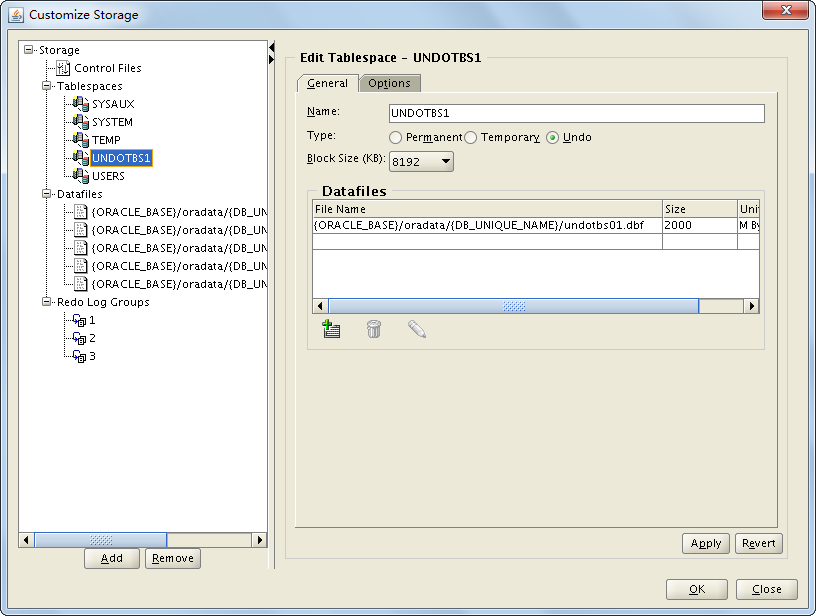 Customize Storage
Storage
Control Files
Tablespaces
SYSAUX
SYSTEM
TEMP
UNDOTBS1
USERS
Datafiles
{ORACLE_BASE}/oradata/{DB_UN
{ORACLE_BASE}/oradata/{DB_UN
{ORACLE_BASE}/oradata/{DB_UN
{ORACLE_BASE}/oradata/{DB_UN
{ORACLE_BASE}/oradata/{DB_UN
Redo Log Groups
1
2
3
Add Remove
Edit Tablespace - UNDOTBS1
General Options
Name: UNDOTBS1
Type: Permanent Temporary Undo
Block Size (KB): 8192
Datafiles
File Name Size Uni
{ORACLE_BASE}/oradata/{DB_UNIQUE_NAME}/undotbs01.dbf 2000 M By
Apply Revert
OK Close